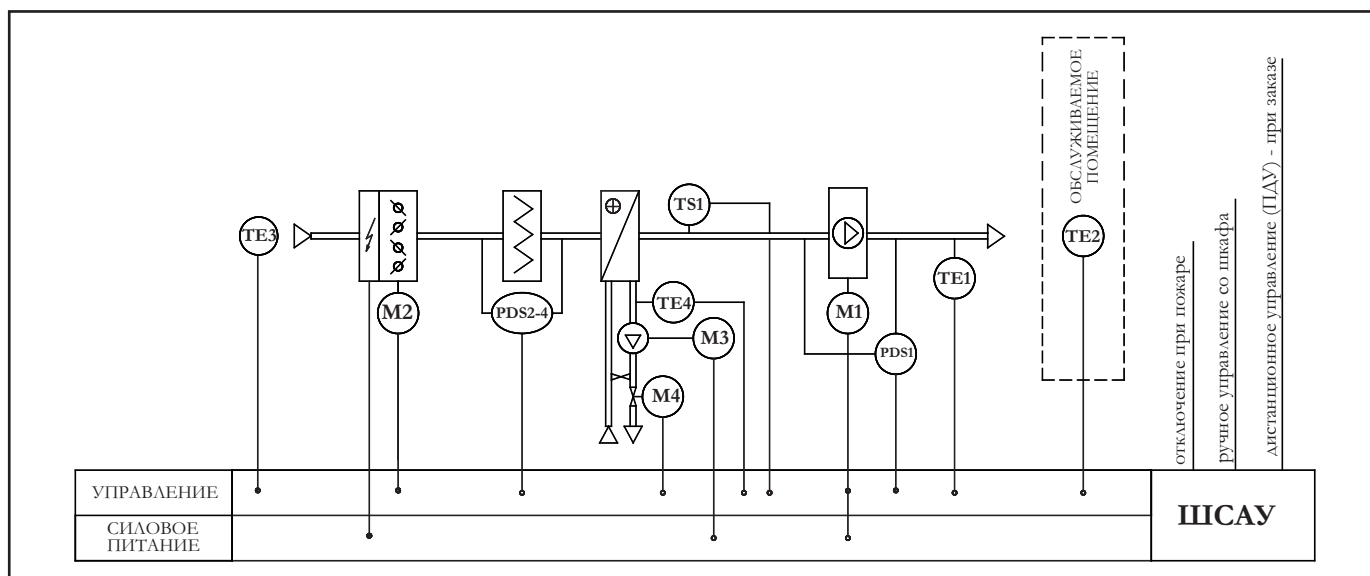 ОБСЛУЖИВАЕМОЕ
ПОМЕЩЕНИЕ
отключение при пожаре
ручное управление со шкафа
дистанционное управление (ПДУ) - при заказе
TE3
TS1
TE2
M2
PDS2-4
TE4
M3
M4
M1
PDS1
TE1
УПРАВЛЕНИЕ
СИЛОВОЕ
ПИТАНИЕ
ШСАУ